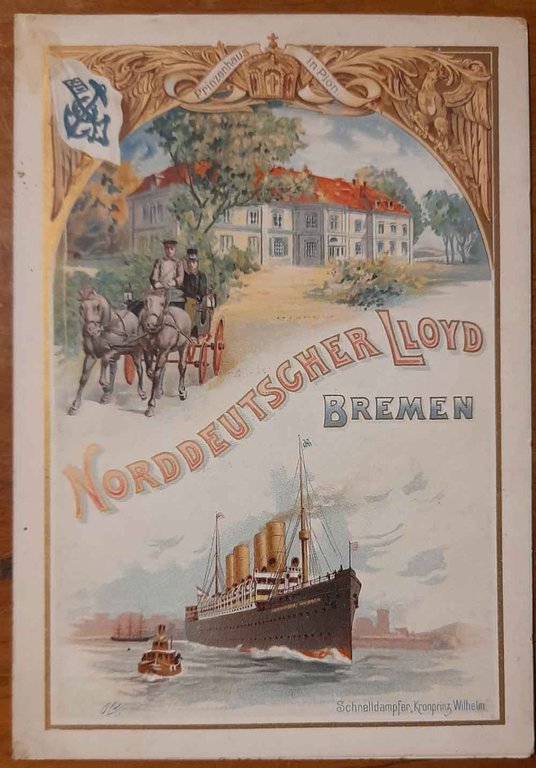 Prinzenhaus in Plön.
NORDDEUTSCHER LLOYD
BREMEN
Schnelldampfer „Kronprinz Wilhelm